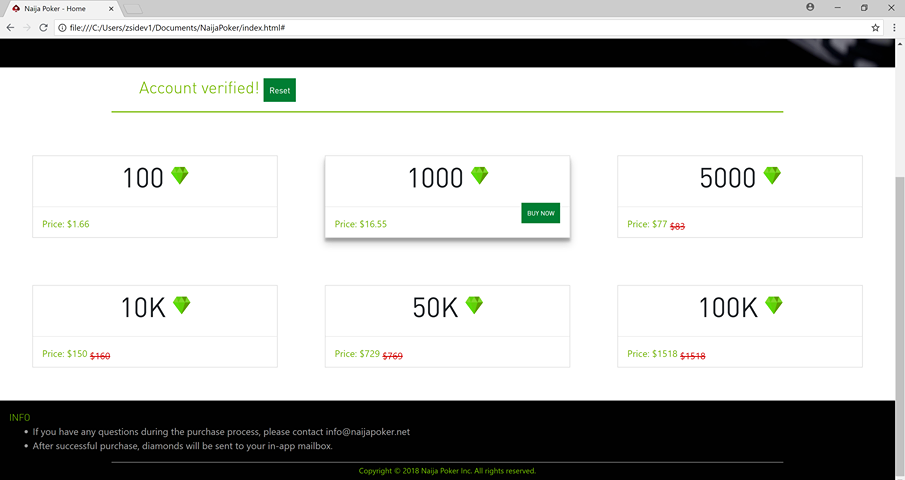 Naija Poker - Home
file:///C:/Users/zsidev1/Documents/NaijaPoker/index.html#
Account verified! Reset
100
Price: $1.66
1000
Price: $16.55
BUY NOW
5000
Price: $77 $83
10K
Price: $150 $160
50K
Price: $729 $769
100K
Price: $1518 $1518
INFO
• If you have any questions during the purchase process, please contact info@naijapoker.net
• After successful purchase, diamonds will be sent to your in-app mailbox.
Copyright © 2018 Naija Poker Inc. All rights reserved.